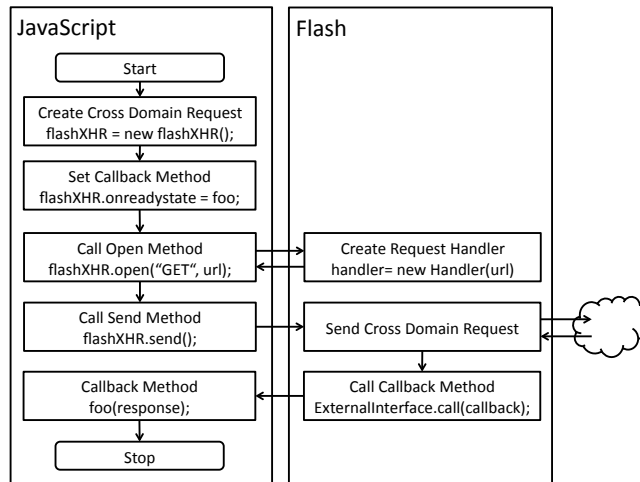 JavaScript
Flash
Start
Create Cross Domain Request
flashXHR = new flashXHR();
Set Callback Method
flashXHR.onreadystate = foo;
Call Open Method
flashXHR.open(“GET“, url);
Create Request Handler
handler= new Handler(url)
Call Send Method
flashXHR.send();
Send Cross Domain Request
Callback Method
foo(response);
Call Callback Method
ExternalInterface.call(callback);
Stop